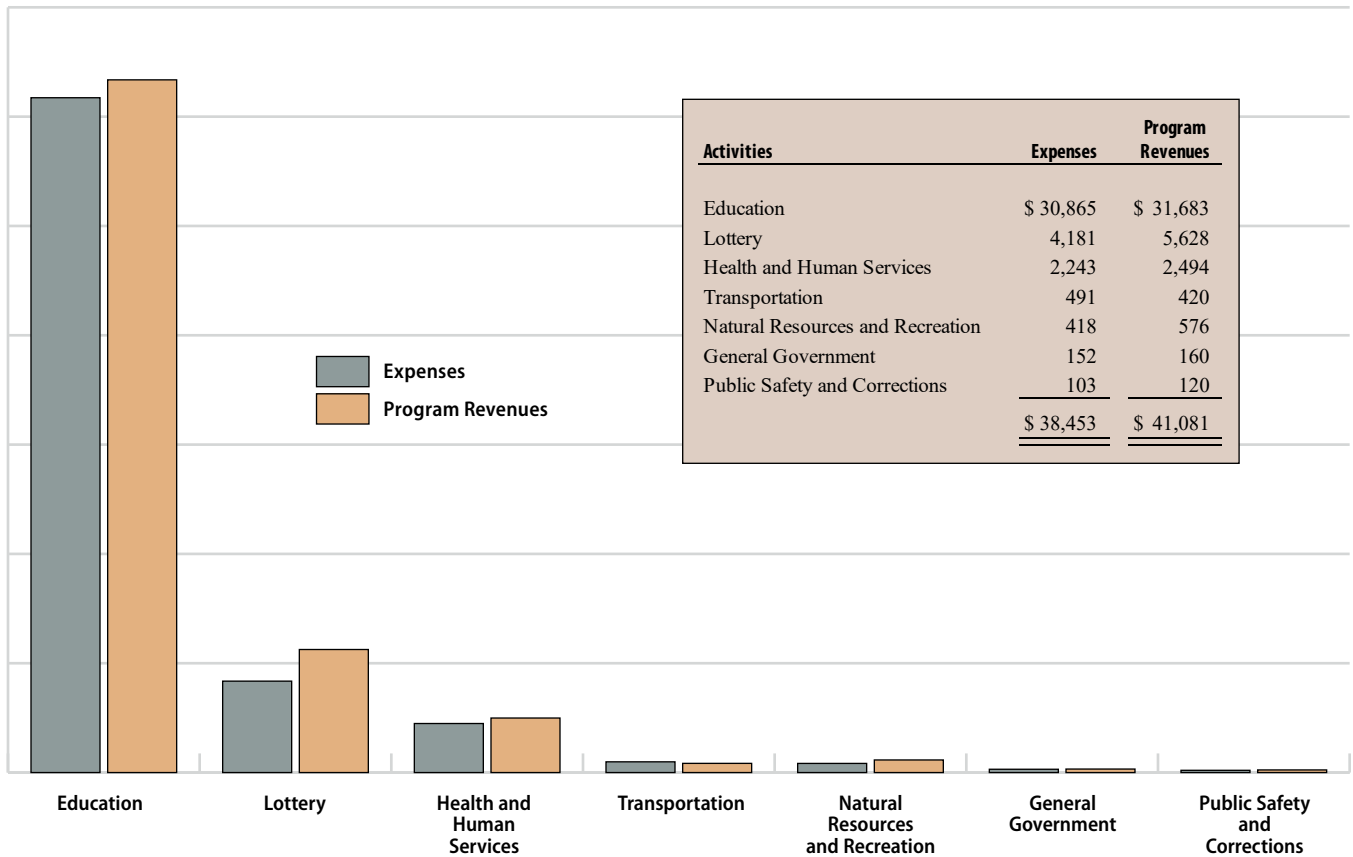 Program
Activities Expenses Revenues
Education $ 30,865 $ 31,683
Lottery 4,181 5,628
Health and Human Services 2,243 2,494
Transportation 491 420
Natural Resources and Recreation 418 576
General Government 152 160
Public Safety and Corrections 103 120
$ 38,453 $ 41,081
Expenses
Program Revenues
Education
Lottery
Health and
Human
Services
Transportation
Natural
Resources
and Recreation
General
Government
Public Safety
and
Corrections